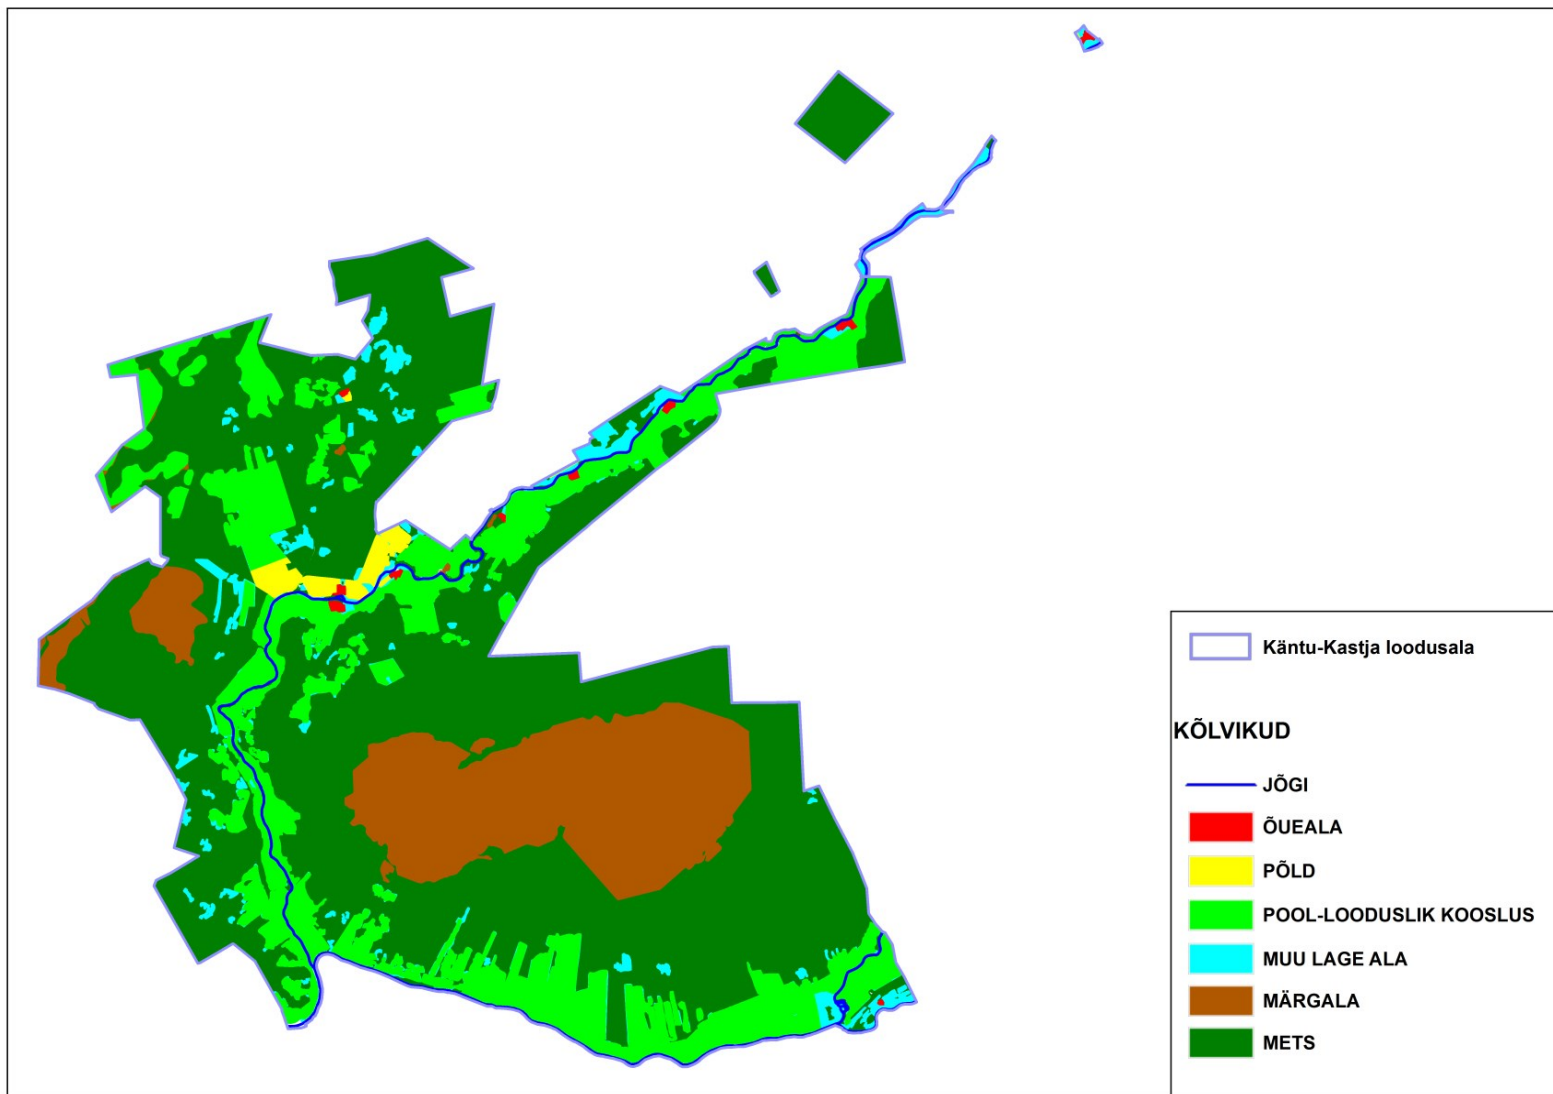 Käntu-Kastja loodusala
KÕLVIKUD
JÕGI
ÕUEALA
PÕLD
POOL-LOODUSLIK KOOSLUS
MUU LAGE ALA
MÄRGALA
METS